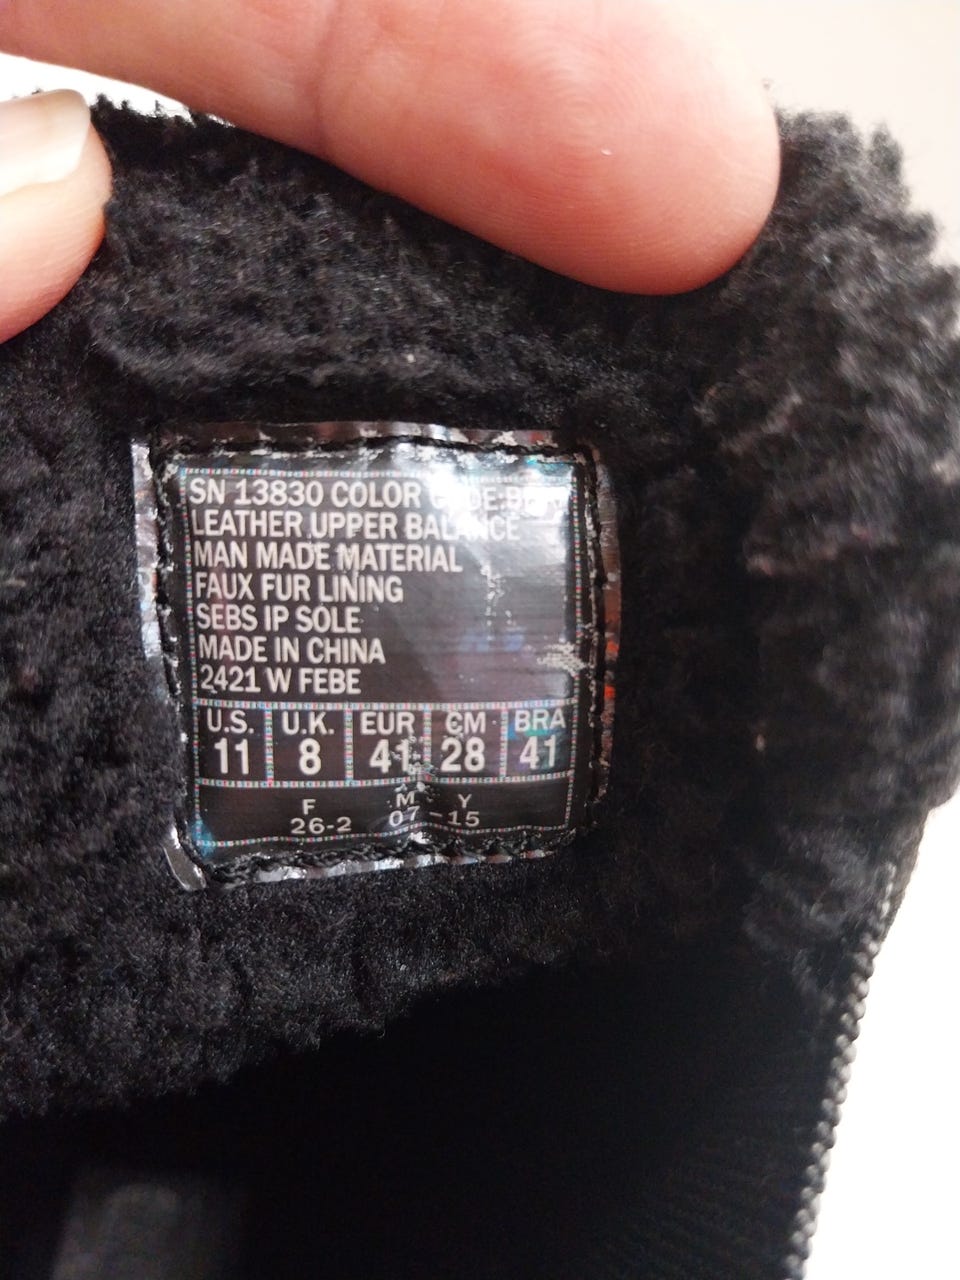 SN 13830 COLOR
LEATHER UPPER BALANCE
MAN MADE MATERIAL
FAUX FUR LINING
SEBS IP SOLE
MADE IN CHINA
2421 W FEBE
U.S. U.K. EUR CM BRA
11 8 41 28 41
F M Y
26-2 07-15